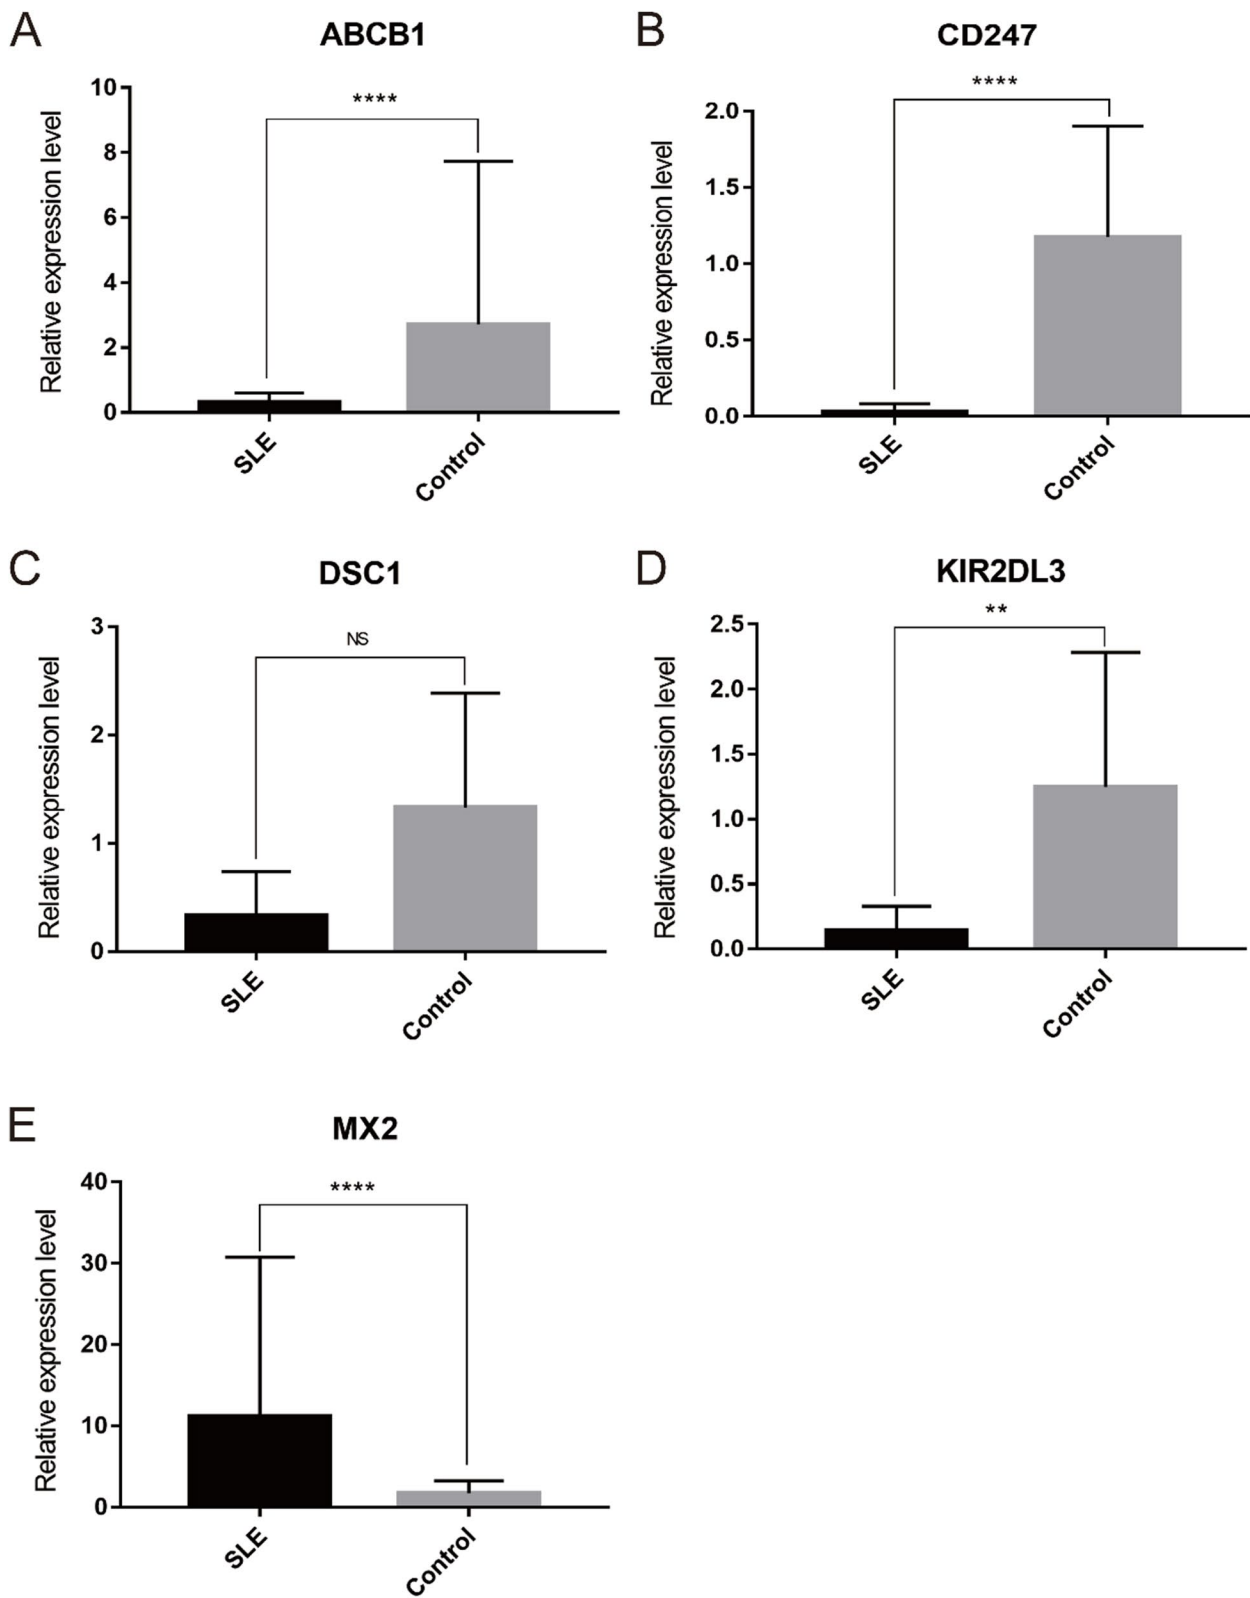 A
ABCB1
****
Relative expression level
10
8
6
4
2
0
SLE
Control
B
CD247
****
Relative expression level
2.0
1.5
1.0
0.5
0.0
SLE
Control
C
DSC1
NS
Relative expression level
3
2
1
0
SLE
Control
D
KIR2DL3
**
Relative expression level
2.5
2.0
1.5
1.0
0.5
0.0
SLE
Control
E
MX2
****
Relative expression level
40
30
20
10
0
SLE
Control